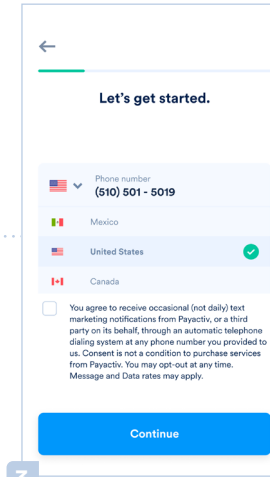 Let's get started.
Phone number
(510) 501 - 5019
Mexico
United States
Canada
You agree to receive occasional (not daily) text
marketing notifications from Payactiv, or a third
party on its behalf, through an automatic telephone
dialing system at any phone number you provided to
us. Consent is not a condition to purchase services
from Payactiv. You may opt-out at any time.
Message and Data rates may apply.
Continue
3